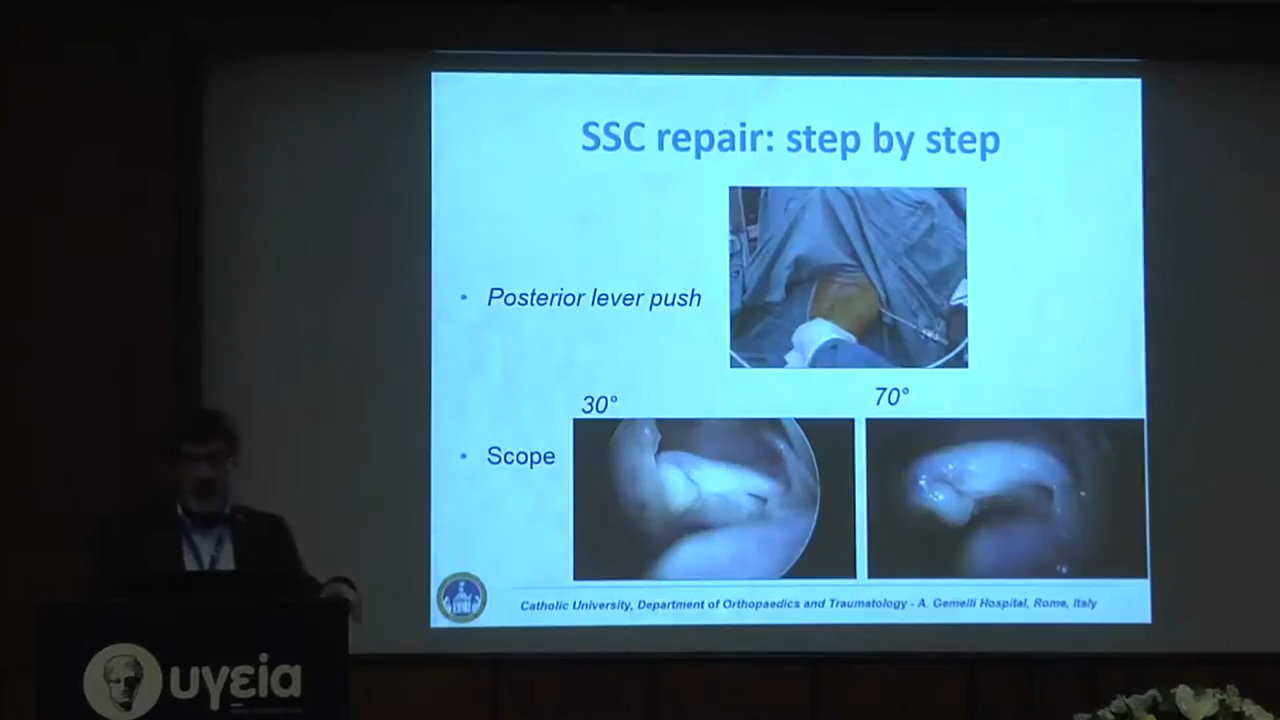 SSC repair: step by step
• Posterior lever push
30°
70°
• Scope
Catholic University, Department of Orthopaedics and Traumatology - A. Gemelli Hospital, Rome, Italy
υγεία